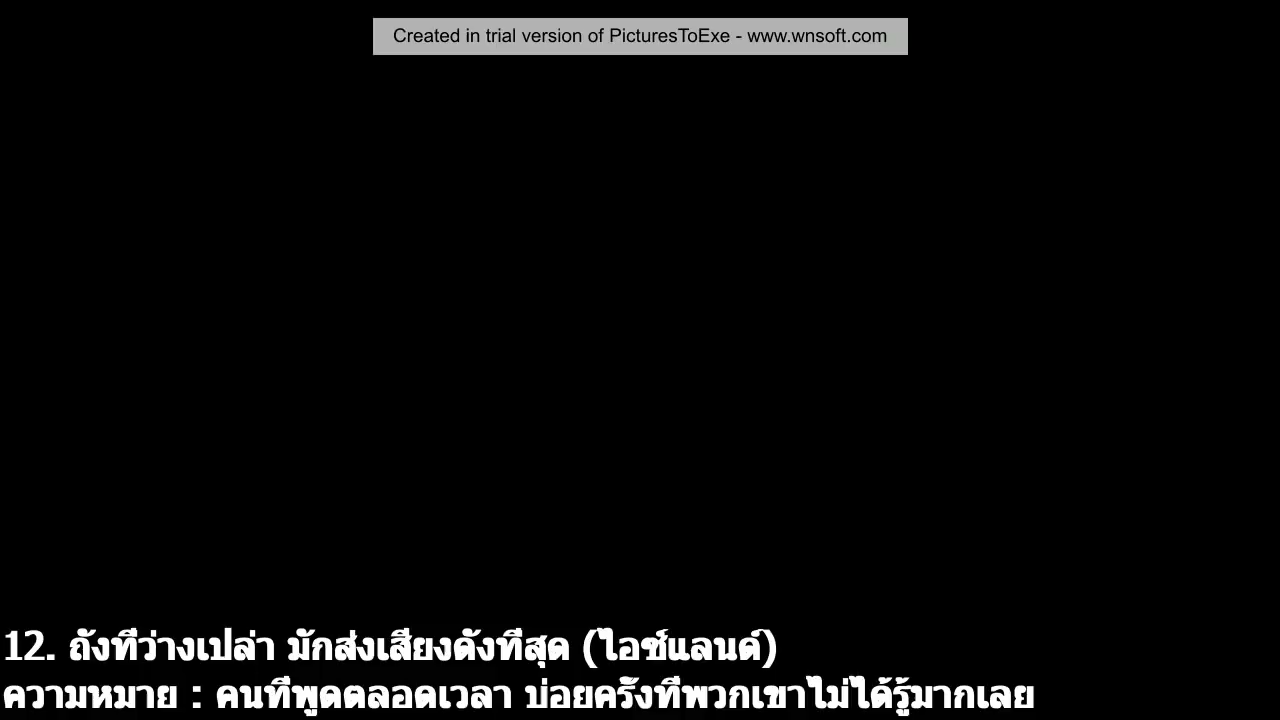 Created in trial version of PicturesToExe - www.wnsoft.com
12. ถังที่ว่างเปล่า มักส่งเสียงดังที่สุด (ไอซ์แลนด์)
ความหมาย : คนที่พูดตลอดเวลา บ่อยครั้งที่พวกเขาไม่ได้รู้มากเลย